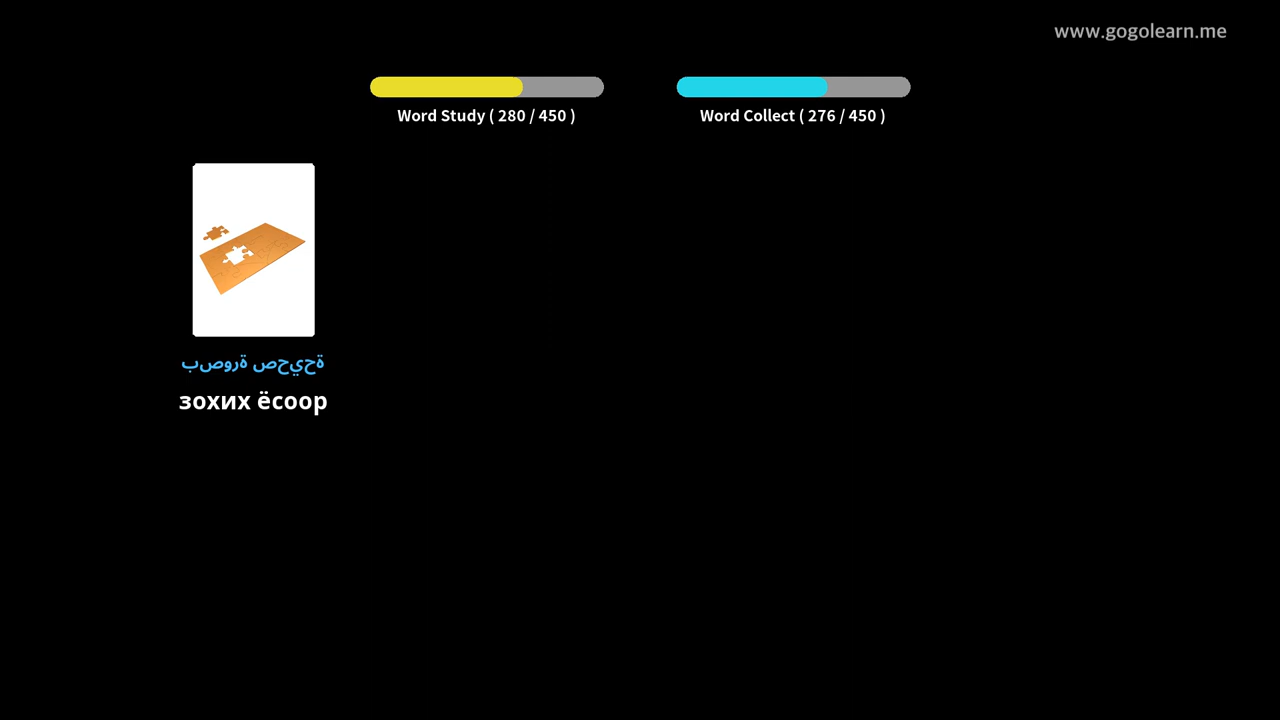 www.gogolearn.me
Word Study ( 280 / 450 )
Word Collect ( 276 / 450 )
بصورة صحيحة
зохих ёсоор